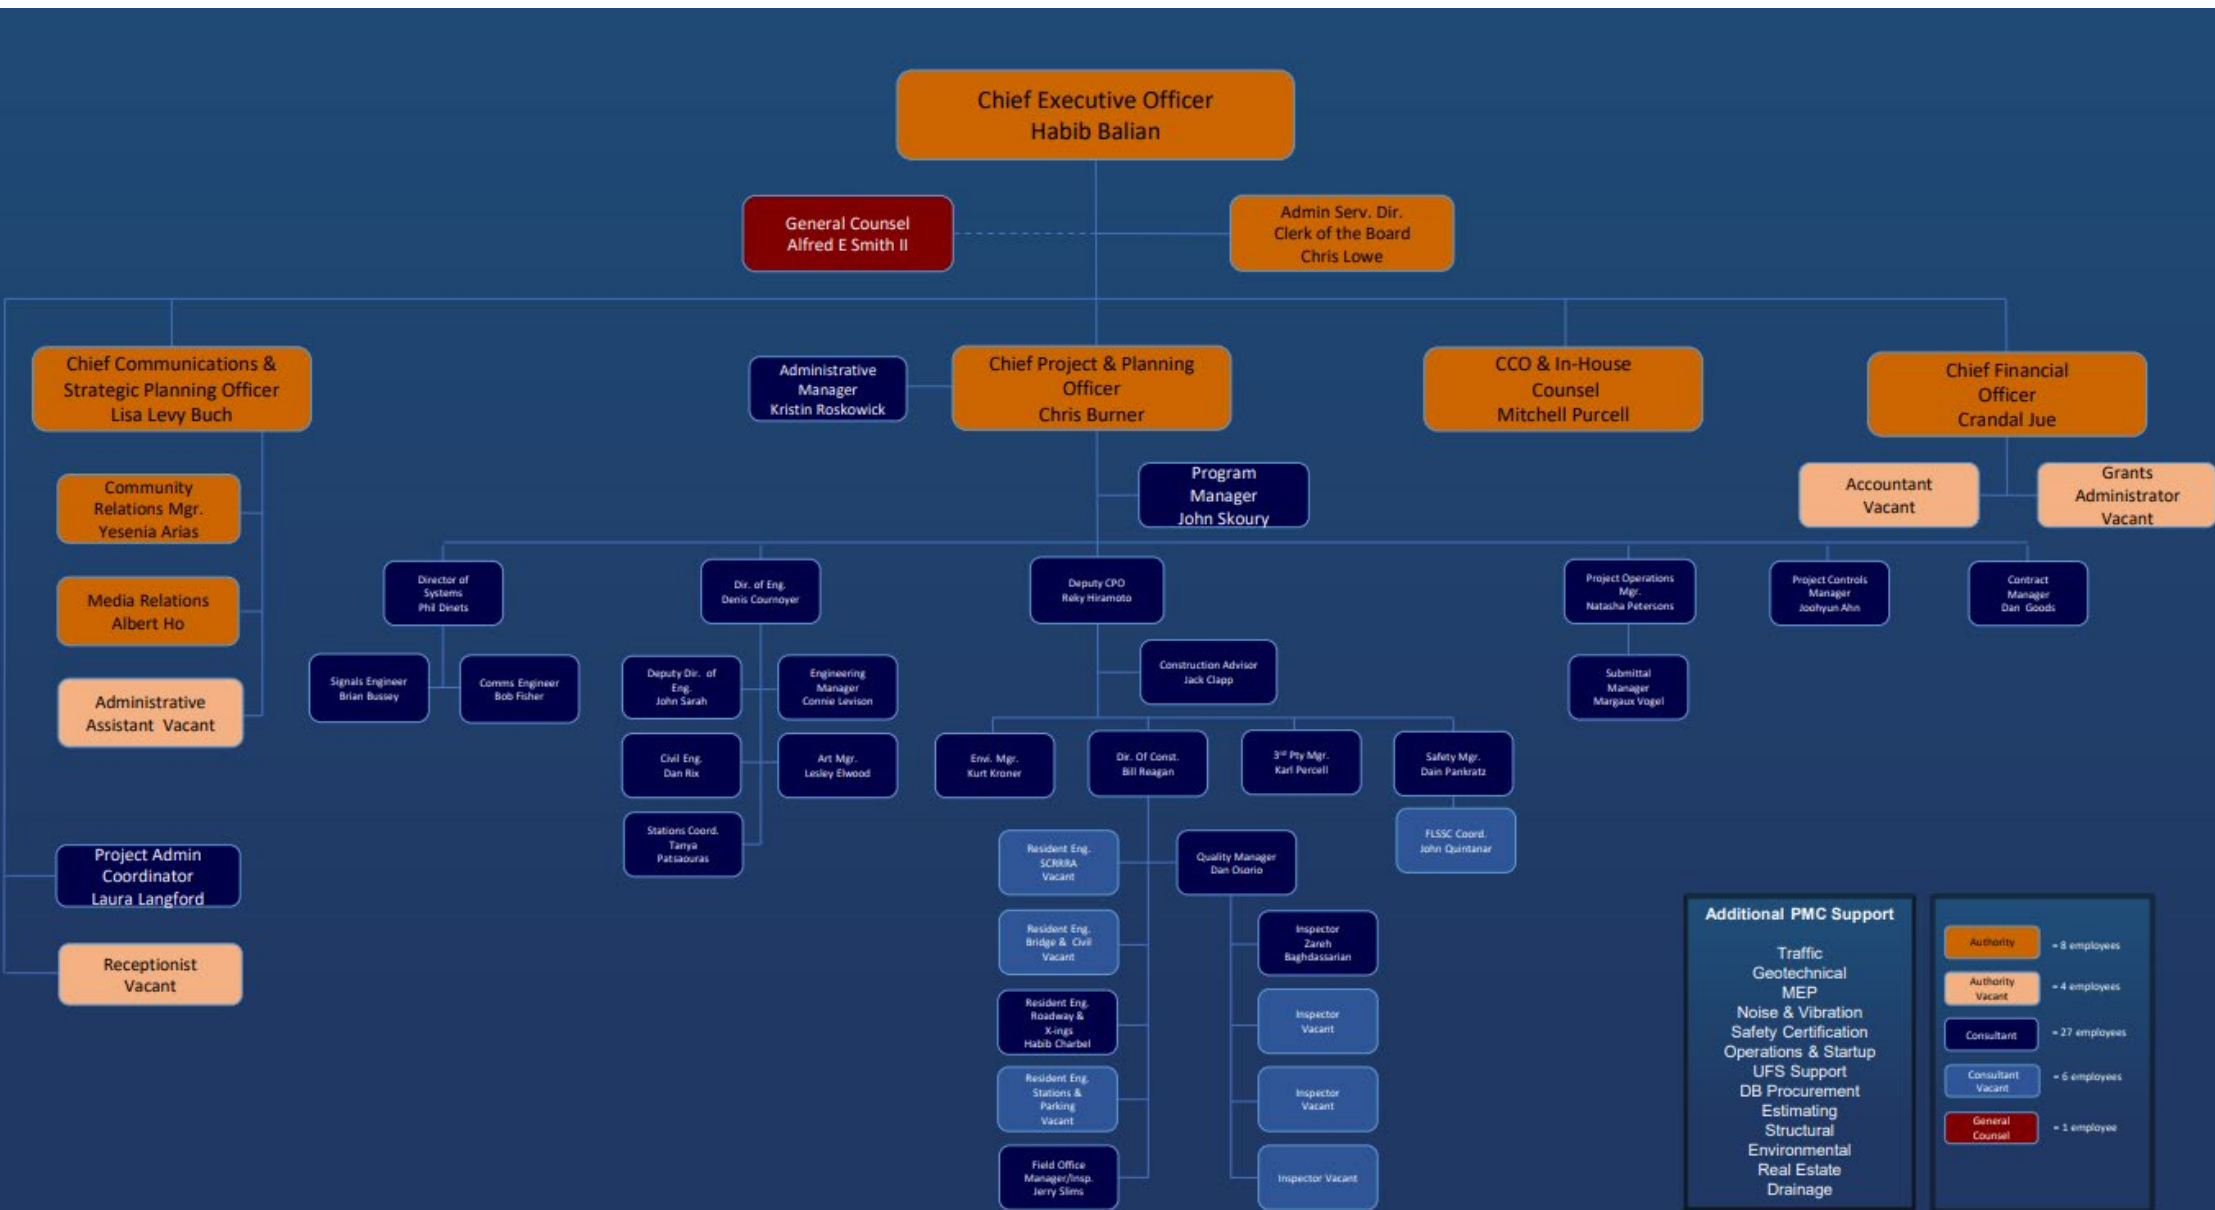 Chief Executive Officer
Habib Balian
General Counsel
Alfred E Smith II
Admin Serv. Dir.
Clerk of the Board
Chris Lowe
Chief Communications &
Strategic Planning Officer
Lisa Levy Buch
Administrative
Manager
Kristin Roskowick
Chief Project & Planning
Officer
Chris Burner
CCO & In-House
Counsel
Mitchell Purcell
Chief Financial
Officer
Crandal Jue
Community
Relations Mgr.
Yesenia Arias
Media Relations
Albert Ho
Administrative
Assistant Vacant
Project Admin
Coordinator
Laura Langford
Receptionist
Vacant
Program
Manager
John Skoury
Accountant
Vacant
Grants
Administrator
Vacant
Director of
Systems
Phil Dinets
Dir. of Eng.
Denis Cournoyer
Deputy CPO
Reky Hiramoto
Project Operations
Mgr.
Natasha Petersons
Project Controls
Manager
Joohyun Ahn
Contract
Manager
Dan Goods
Signals Engineer
Brian Bussey
Comms Engineer
Bob Fisher
Deputy Dir. of
Eng.
John Sarah
Engineering
Manager
Connie Levison
Civil Eng.
Dan Rix
Art Mgr.
Lesley Elwood
Stations Coord.
Tanya
Patsaouras
Construction Advisor
Jack Clapp
Submittal
Manager
Margaux Vogel
Envi. Mgr.
Kurt Kroner
Dir. Of Const.
Bill Reagan
3rd Pty Mgr.
Karl Percell
Safety Mgr.
Dain Pankratz
FLSSC Coord.
John Quintanar
Resident Eng.
SCRRRA
Vacant
Quality Manager
Dan Osorio
Resident Eng.
Bridge & Civil
Vacant
Resident Eng.
Roadway &
X-ings
Habib Charbel
Resident Eng.
Stations &
Parking
Vacant
Field Office
Manager/Insp.
Jerry Slims
Inspector
Zareh
Baghdassarian
Inspector
Vacant
Inspector
Vacant
Inspector Vacant
Additional PMC Support
Traffic
Geotechnical
MEP
Noise & Vibration
Safety Certification
Operations & Startup
UFS Support
DB Procurement
Estimating
Structural
Environmental
Real Estate
Drainage
Authority = 8 employees
Authority
Vacant = 4 employees
Consultant = 27 employees
Consultant
Vacant = 6 employees
General
Counsel = 1 employee